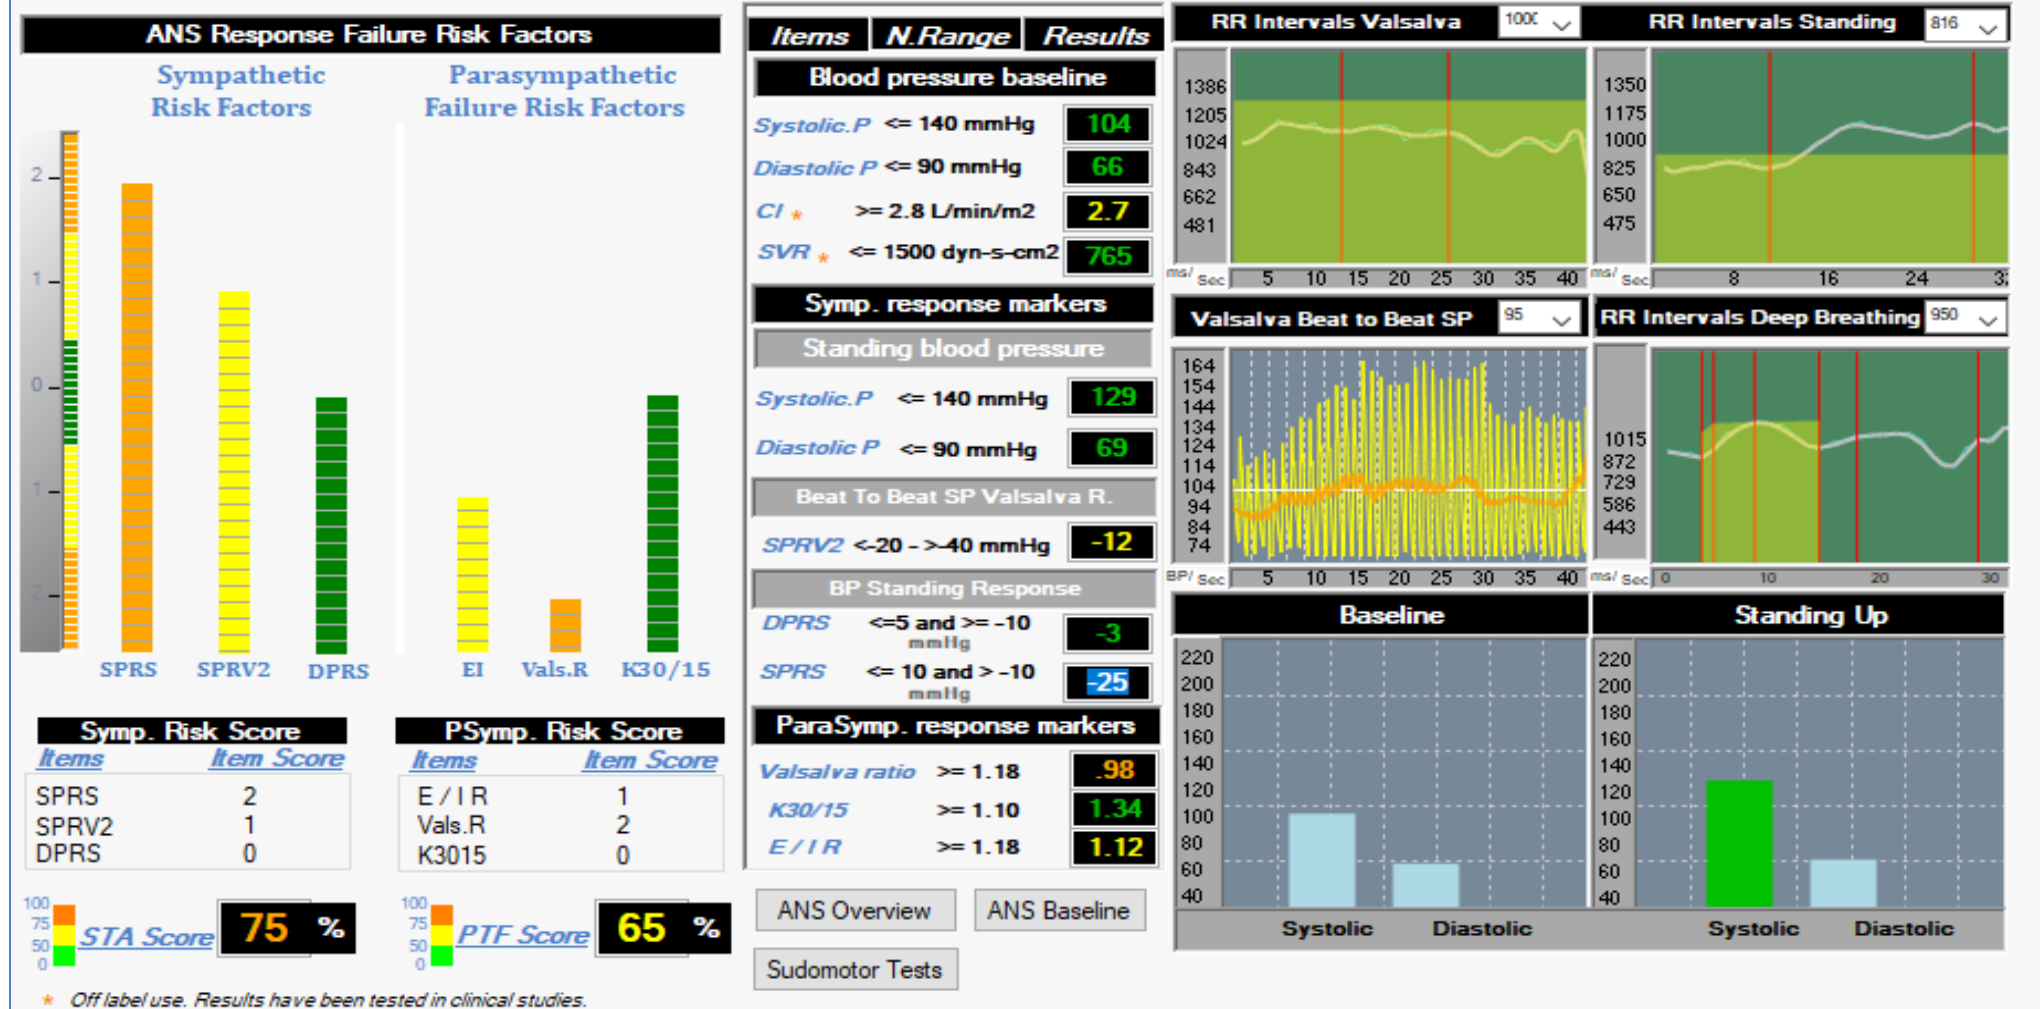 ANS Response Failure Risk Factors
Sympathetic
Risk Factors
Parasympathetic
Failure Risk Factors
2
1
0
1
2
SPRS SPRV2 DPRS
EI Vals.R K30/15
Symp. Risk Score
Items Item Score
SPRS 2
SPRV2 1
DPRS 0
PSymp. Risk Score
Items Item Score
E / I R 1
Vals.R 2
K3015 0
100
75
50
0
STA Score 75 %
100
75
50
0
PTF Score 65 %
* Off label use. Results have been tested in clinical studies.
Items N.Range Results
Blood pressure baseline
Systolic.P <= 140 mmHg 104
Diastolic P <= 90 mmHg 66
CI * >= 2.8 L/min/m2 2.7
SVR * <= 1500 dyn-s-cm2 765
Symp. response markers
Standing blood pressure
Systolic.P <= 140 mmHg 129
Diastolic P <= 90 mmHg 69
Beat To Beat SP Valsalva R.
SPRV2 <-20 - >-40 mmHg -12
BP Standing Response
DPRS <=5 and >= -10 -3
mmHg
SPRS <= 10 and > -10 -25
mmHg
ParaSymp. response markers
Valsalva ratio >= 1.18 .98
K30/15 >= 1.10 1.34
E / I R >= 1.18 1.12
ANS Overview ANS Baseline
Sudomotor Tests
RR Intervals Valsalva
1386
1205
1024
843
662
481
ms/ Sec 5 10 15 20 25 30 35 40
RR Intervals Standing 816
1350
1175
1000
825
650
475
ms/ Sec 8 16 24
Valsalva Beat to Beat SP 95
164
154
144
134
124
114
104
94
84
74
BP/ Sec 5 10 15 20 25 30 35 40
RR Intervals Deep Breathing 950
1015
872
729
586
443
ms/ Sec 0 10 20 30
Baseline
220
200
180
160
140
120
100
80
60
40
Systolic Diastolic
Standing Up
220
200
180
160
140
120
100
80
60
40
Systolic Diastolic